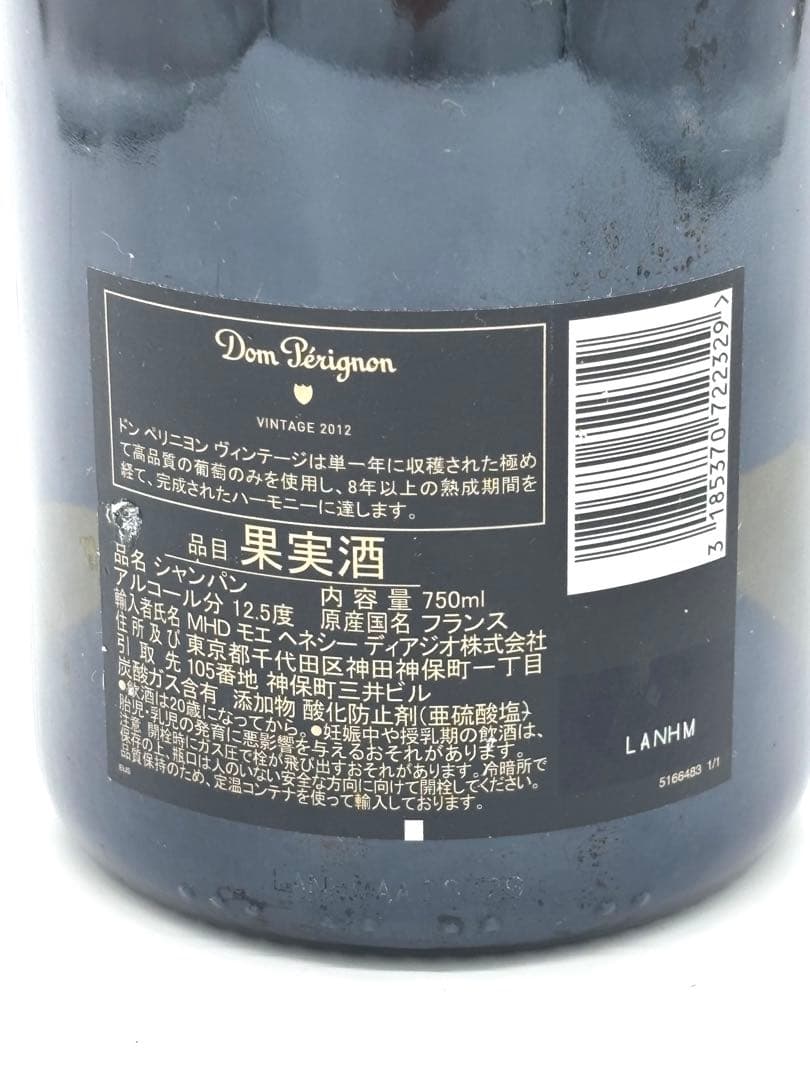 Dom Pérignon
VINTAGE 2012
ドン ペリニヨン ヴィンテージは単一年に収穫された極め
て高品質の葡萄のみを使用し、8年以上の熟成期間を
経て、完成されたハーモニーに達します。
品目 果実酒
品名 シャンパン
アルコール分 12.5度 内容量 750ml
輸入者氏名 MHD モエ ヘネシー ディアジオ株式会社 原産国名 フランス
住所及び 東京都千代田区神田神保町一丁目
引取先 105番地 神保町三井ビル
炭酸ガス含有 添加物 酸化防止剤(亜硫酸塩)
●飲酒は20歳になってから。●妊娠中や授乳期の飲酒は、
胎児・乳児の発育に悪影響を与えるおそれがあります。
注意 開栓時にガス圧で栓が飛び出すおそれがあります。冷暗所で
保存の上、瓶口は人のいない安全な方向に向けて開栓してください。
品質保持のため、定温コンテナを使って輸入しております。
3 185370 722329 >
LANHM
5166483 1/1